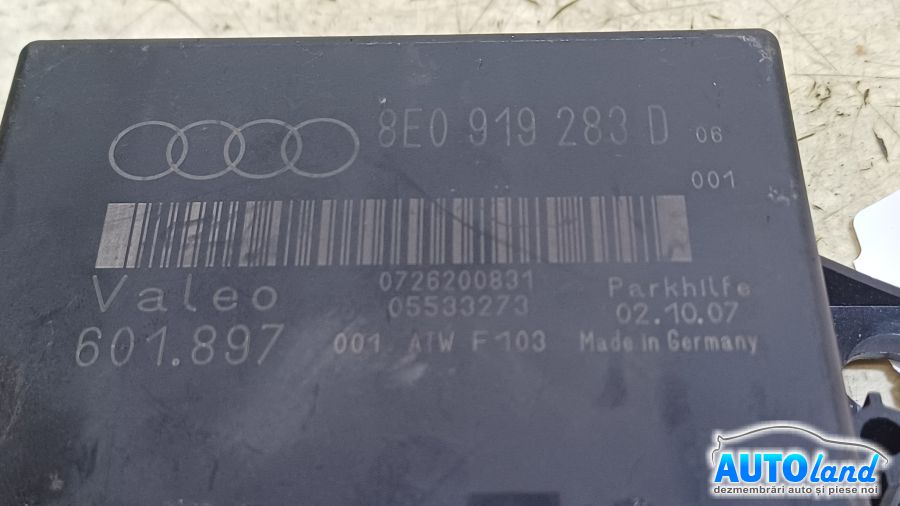 8E0 919 283 D 06
001
0726200831
Valeo 05533273 Parkhilfe
02.10.07
601.897 001 ATW F103 Made in Germany
AUTOland
dezmembrări auto și piese noi